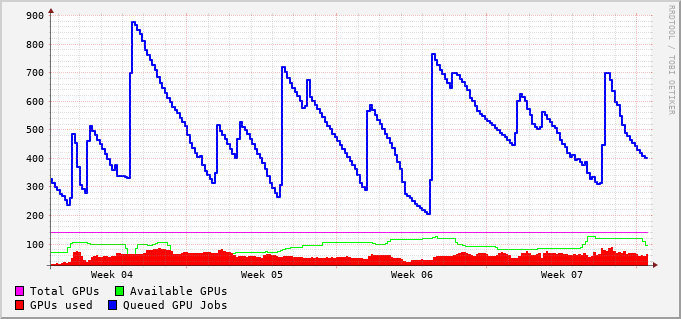 900
800
700
600
500
400
300
200
100
Week 04 Week 05 Week 06 Week 07
Total GPUs Available GPUs
GPUs used Queued GPU Jobs
RRDTOOL / TOBI OETIKER